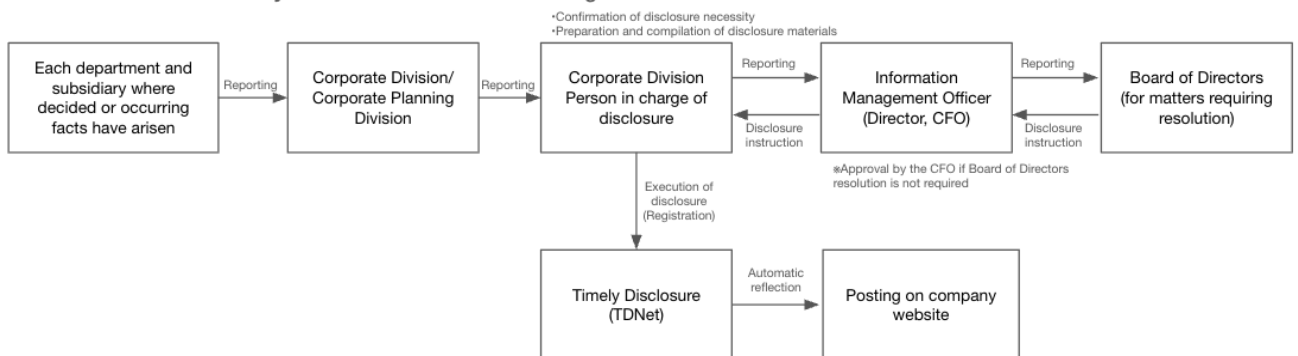 •Confirmation of disclosure necessity
•Preparation and compilation of disclosure materials
Each department and
subsidiary where
decided or occurring
facts have arisen
Reporting
Corporate Division/
Corporate Planning
Division
Reporting
Corporate Division
Person in charge of
disclosure
Reporting
Disclosure
instruction
Information
Management Officer
(Director, CFO)
Reporting
Disclosure
instruction
Board of Directors
(for matters requiring
resolution)
※Approval by the CFO if Board of Directors
resolution is not required
Execution of
disclosure
(Registration)
Timely Disclosure
(TDNet)
Automatic
reflection
Posting on company
website